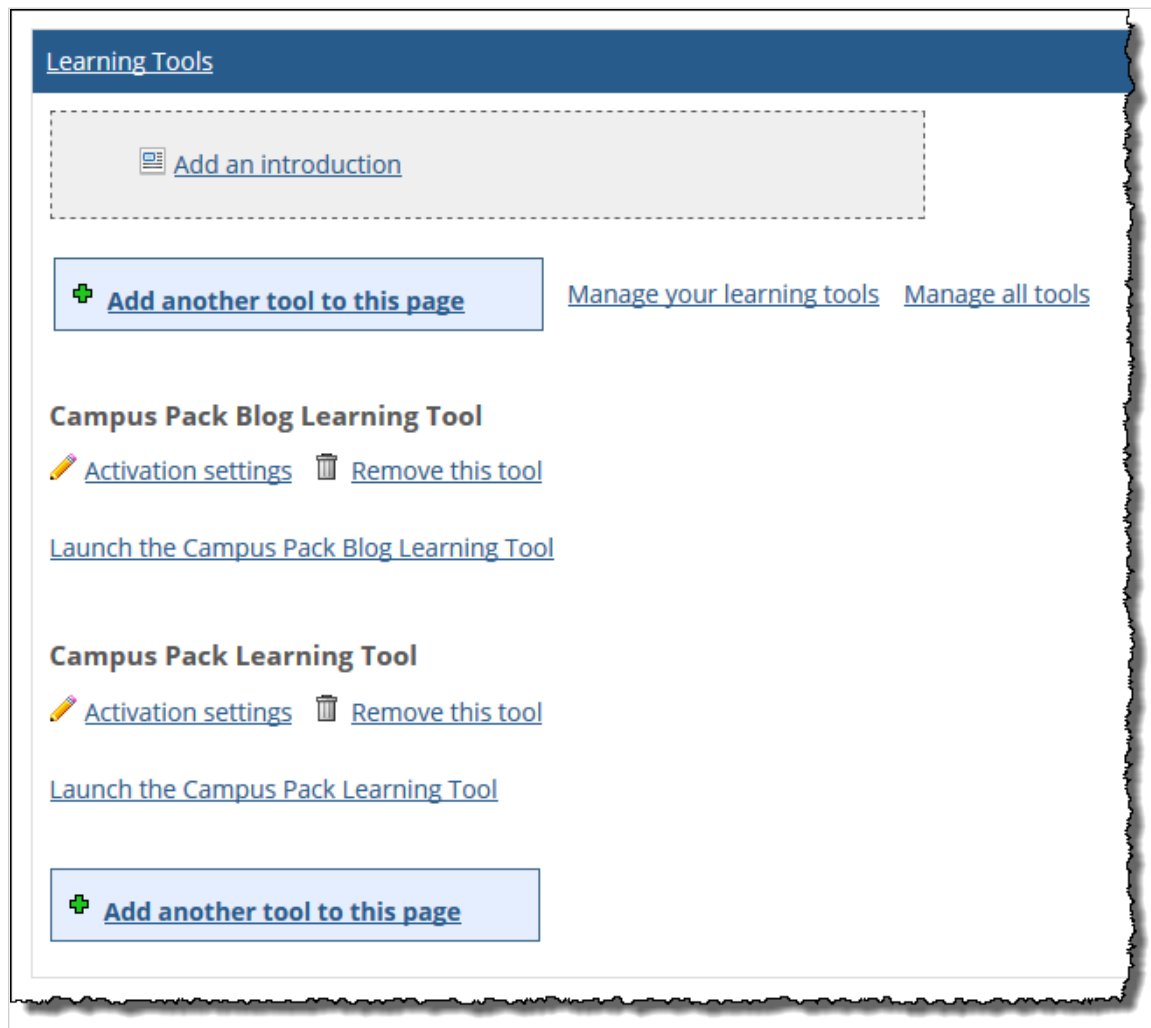 Learning Tools
Add an introduction
Add another tool to this page Manage your learning tools Manage all tools
Campus Pack Blog Learning Tool
Activation settings Remove this tool
Launch the Campus Pack Blog Learning Tool
Campus Pack Learning Tool
Activation settings Remove this tool
Launch the Campus Pack Learning Tool
Add another tool to this page